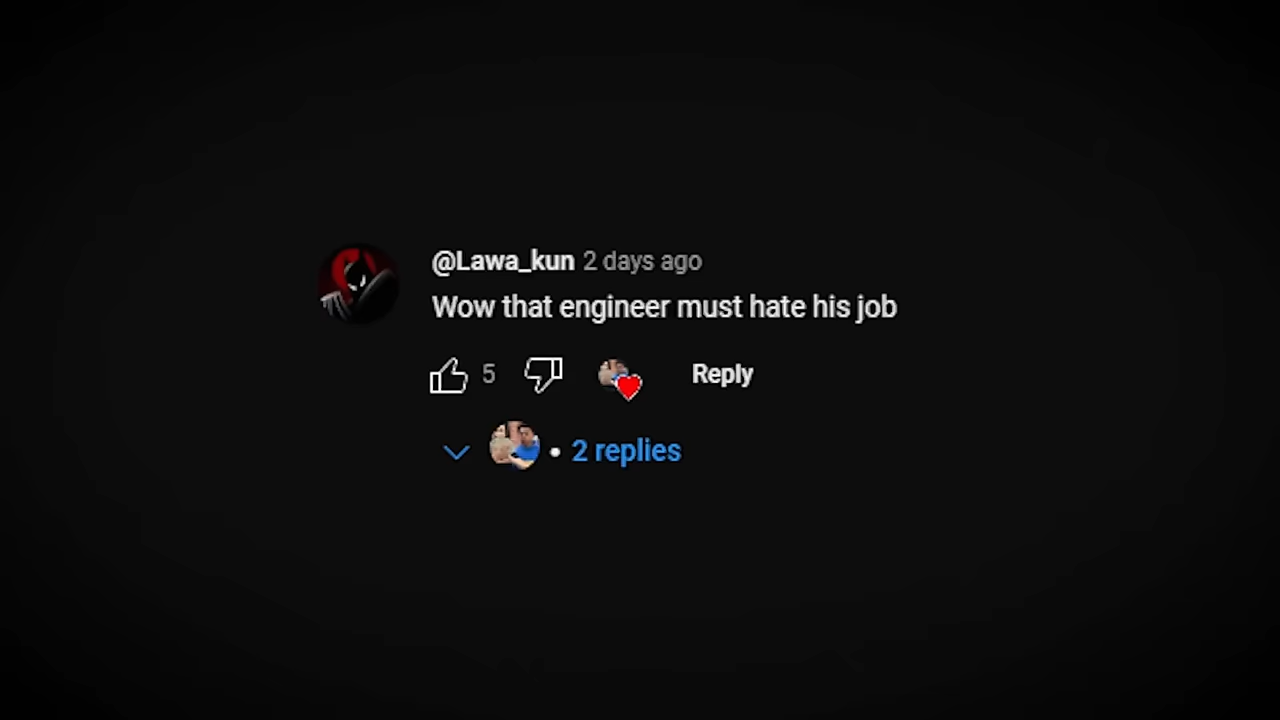 @Lawa_kun 2 days ago
Wow that engineer must hate his job
5 Reply
• 2 replies